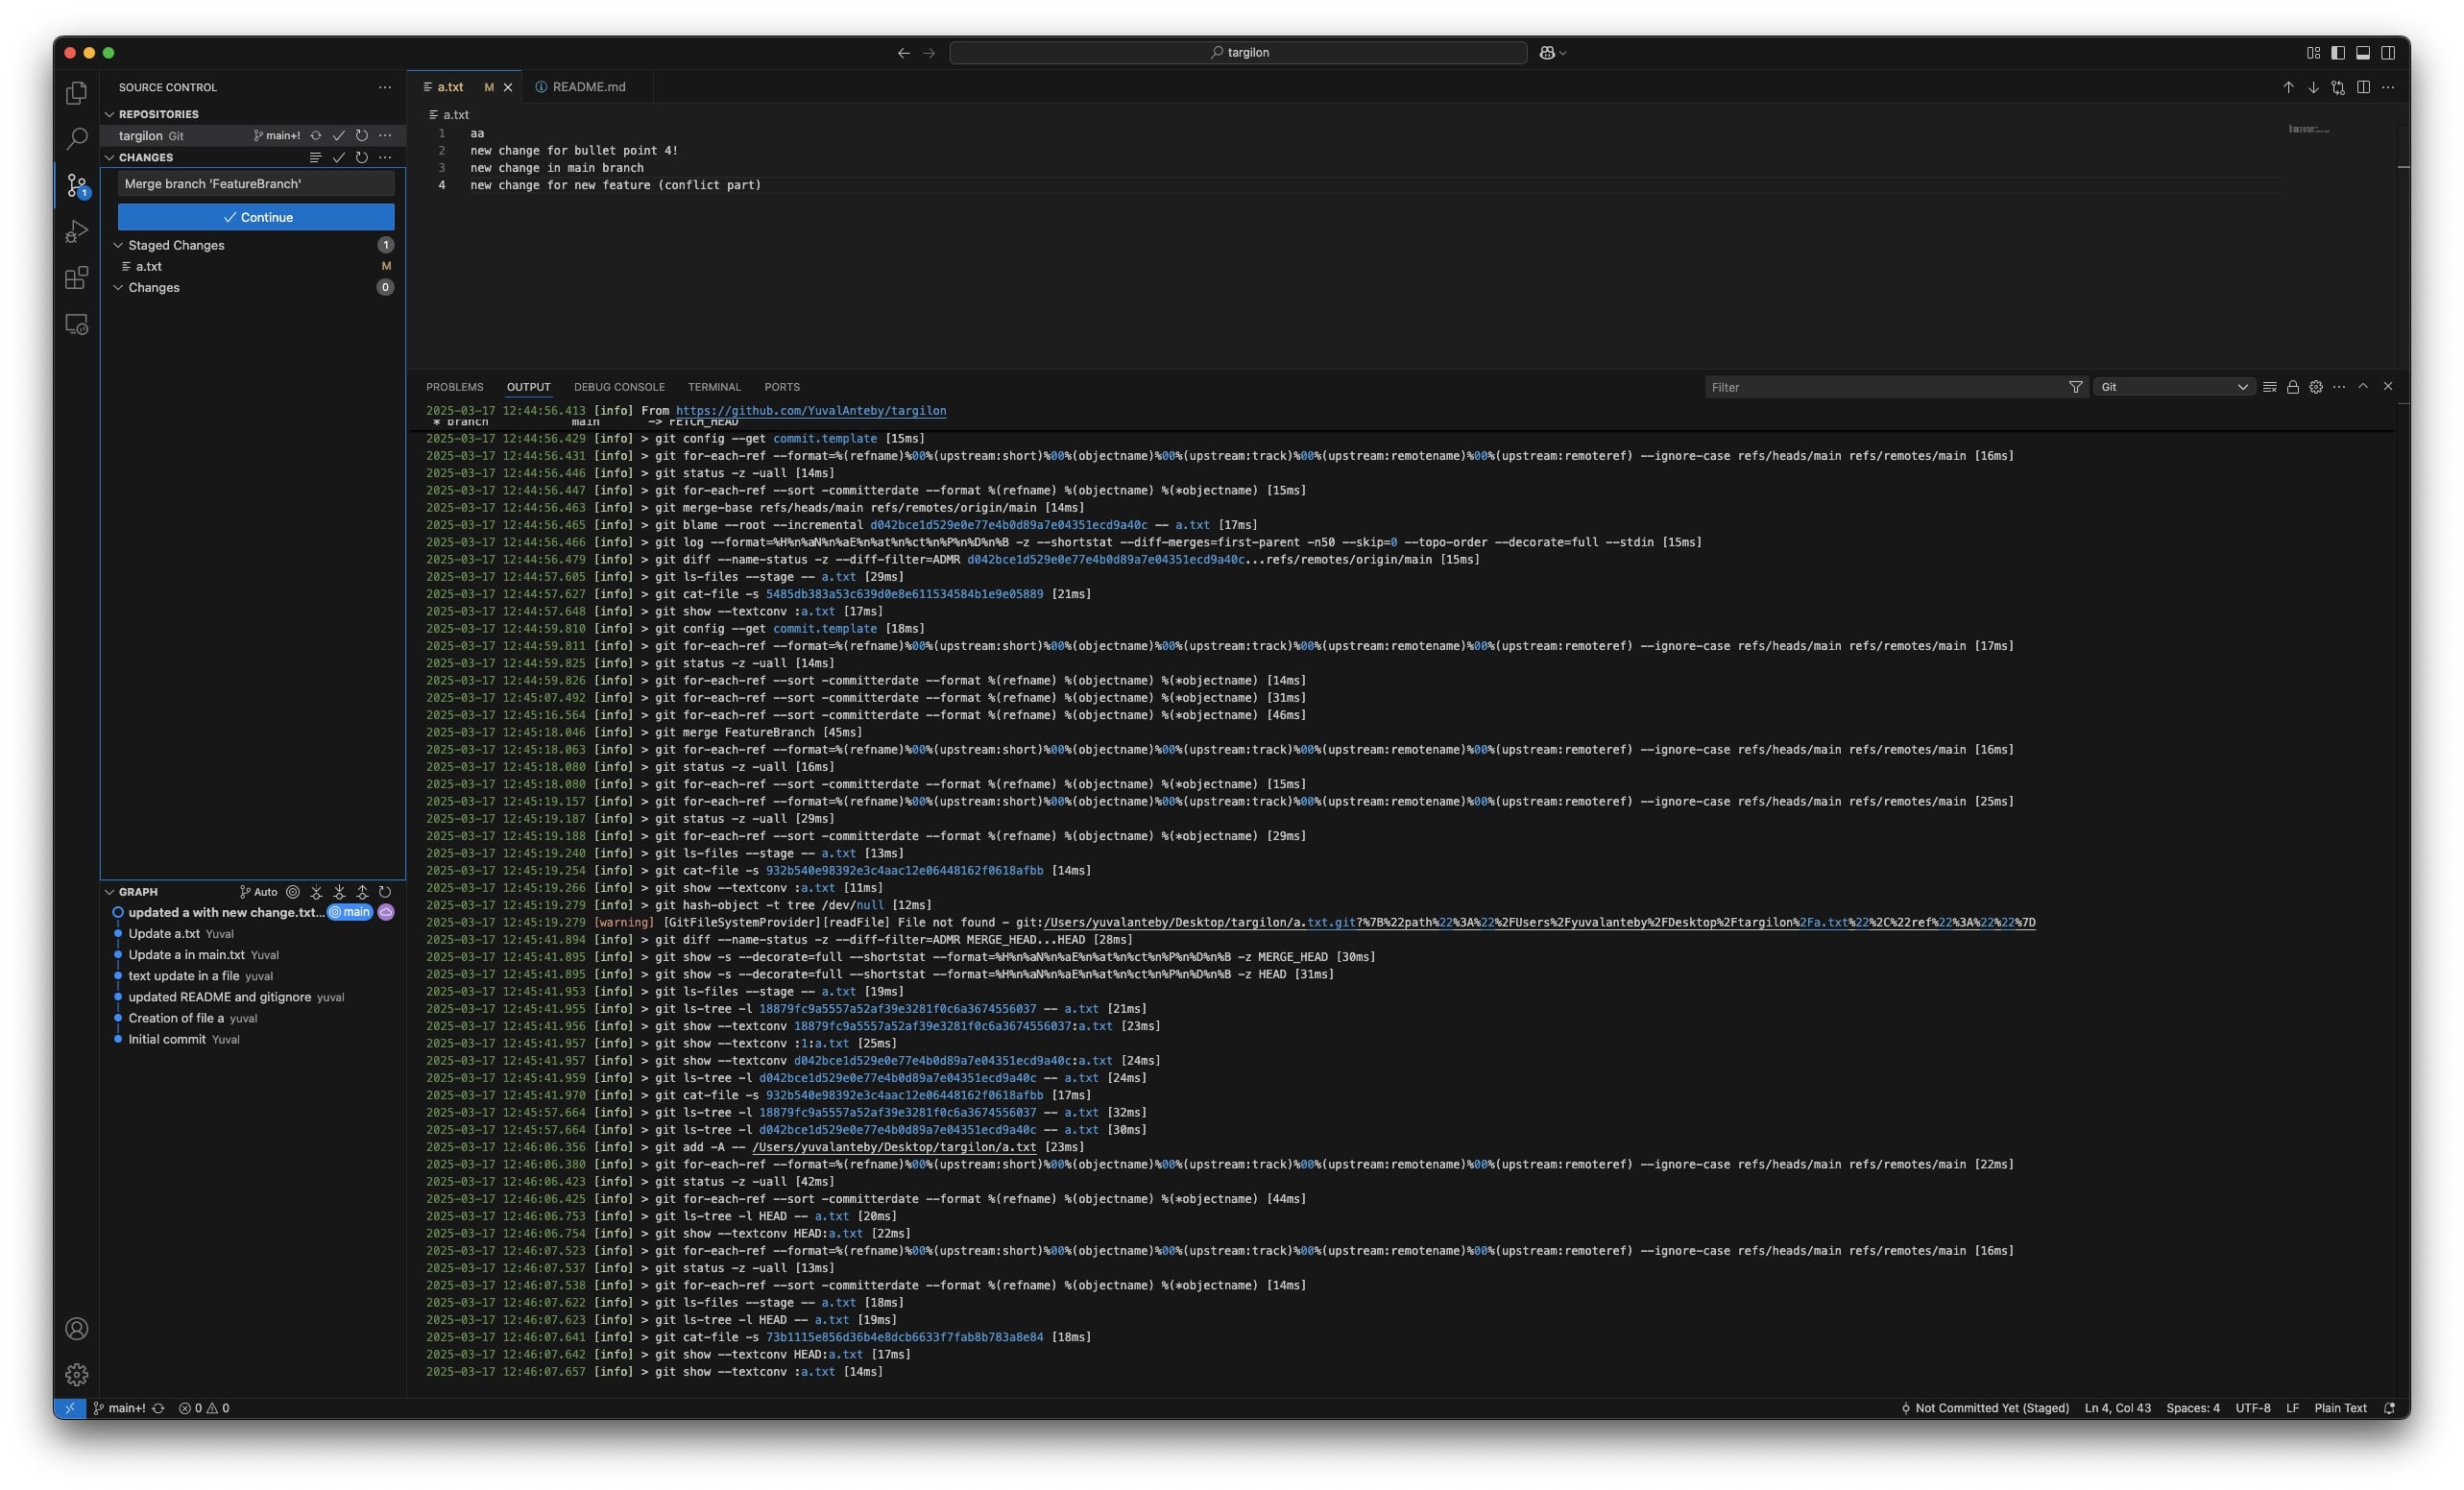 targilon
SOURCE CONTROL
REPOSITORIES
targilon Git main+!
CHANGES
Merge branch 'FeatureBranch'
Continue
Staged Changes 1
a.txt M
Changes 0
GRAPH Auto
updated a with new change.txt... main
Update a.txt Yuval
Update a in main.txt Yuval
text update in a file yuval
updated README and gitignore yuval
Creation of file a yuval
Initial commit Yuval
1
a.txt M
README.md
a.txt
1 aa
2 new change for bullet point 4!
3 new change in main branch
4 new change for new feature (conflict part)
PROBLEMS OUTPUT DEBUG CONSOLE TERMINAL PORTS Filter Git
2025-03-17 12:44:56.413 [info] From https://github.com/YuvalAnteby/targilon
* branch main -> FETCH_HEAD
2025-03-17 12:44:56.429 [info] > git config --get commit.template [15ms]
2025-03-17 12:44:56.431 [info] > git for-each-ref --format=%(refname)%00%(upstream:short)%00%(objectname)%00%(upstream:track)%00%(upstream:remotename)%00%(upstream:remoteref) --ignore-case refs/heads/main refs/remotes/main [16ms]
2025-03-17 12:44:56.446 [info] > git status -z -uall [14ms]
2025-03-17 12:44:56.447 [info] > git for-each-ref --sort -committerdate --format %(refname) %(objectname) %(*objectname) [15ms]
2025-03-17 12:44:56.463 [info] > git merge-base refs/heads/main refs/remotes/origin/main [14ms]
2025-03-17 12:44:56.465 [info] > git blame --root --incremental d042bce1d529e0e77e4b0d89a7e04351ecd9a40c -- a.txt [17ms]
2025-03-17 12:44:56.466 [info] > git log --format=%H%n%aN%n%aE%n%at%n%ct%n%P%n%D%n%B -z --shortstat --diff-merges=first-parent -n50 --skip=0 --topo-order --decorate=full --stdin [15ms]
2025-03-17 12:44:56.479 [info] > git diff --name-status -z --diff-filter=ADMR d042bce1d529e0e77e4b0d89a7e04351ecd9a40c...refs/remotes/origin/main [15ms]
2025-03-17 12:44:57.605 [info] > git ls-files --stage -- a.txt [29ms]
2025-03-17 12:44:57.627 [info] > git cat-file -s 5485db383a53c639d0e8e611534584b1e9e05889 [21ms]
2025-03-17 12:44:57.648 [info] > git show --textconv :a.txt [17ms]
2025-03-17 12:44:59.810 [info] > git config --get commit.template [18ms]
2025-03-17 12:44:59.811 [info] > git for-each-ref --format=%(refname)%00%(upstream:short)%00%(objectname)%00%(upstream:track)%00%(upstream:remotename)%00%(upstream:remoteref) --ignore-case refs/heads/main refs/remotes/main [17ms]
2025-03-17 12:44:59.825 [info] > git status -z -uall [14ms]
2025-03-17 12:44:59.826 [info] > git for-each-ref --sort -committerdate --format %(refname) %(objectname) %(*objectname) [14ms]
2025-03-17 12:45:07.492 [info] > git for-each-ref --sort -committerdate --format %(refname) %(objectname) %(*objectname) [31ms]
2025-03-17 12:45:16.564 [info] > git for-each-ref --sort -committerdate --format %(refname) %(objectname) %(*objectname) [46ms]
2025-03-17 12:45:18.046 [info] > git merge FeatureBranch [45ms]
2025-03-17 12:45:18.063 [info] > git for-each-ref --format=%(refname)%00%(upstream:short)%00%(objectname)%00%(upstream:track)%00%(upstream:remotename)%00%(upstream:remoteref) --ignore-case refs/heads/main refs/remotes/main [16ms]
2025-03-17 12:45:18.080 [info] > git status -z -uall [16ms]
2025-03-17 12:45:18.080 [info] > git for-each-ref --sort -committerdate --format %(refname) %(objectname) %(*objectname) [15ms]
2025-03-17 12:45:19.157 [info] > git for-each-ref --format=%(refname)%00%(upstream:short)%00%(objectname)%00%(upstream:track)%00%(upstream:remotename)%00%(upstream:remoteref) --ignore-case refs/heads/main refs/remotes/main [25ms]
2025-03-17 12:45:19.187 [info] > git status -z -uall [29ms]
2025-03-17 12:45:19.188 [info] > git for-each-ref --sort -committerdate --format %(refname) %(objectname) %(*objectname) [29ms]
2025-03-17 12:45:19.240 [info] > git ls-files --stage -- a.txt [13ms]
2025-03-17 12:45:19.254 [info] > git cat-file -s 932b540e98392e3c4aac12e06448162f0618afbb [14ms]
2025-03-17 12:45:19.266 [info] > git show --textconv :a.txt [11ms]
2025-03-17 12:45:19.279 [info] > git hash-object -t tree /dev/null [12ms]
2025-03-17 12:45:19.279 [warning] [GitFileSystemProvider][readFile] File not found - git:/Users/yuvalanteby/Desktop/targilon/a.txt.git?%7B%22path%22%3A%22%2FUsers%2Fyuvalanteby%2FDesktop%2Ftargilon%2Fa.txt%22%2C%22ref%22%3A%22%22%7D
2025-03-17 12:45:41.894 [info] > git diff --name-status -z --diff-filter=ADMR MERGE_HEAD...HEAD [28ms]
2025-03-17 12:45:41.895 [info] > git show -s --decorate=full --shortstat --format=%H%n%aN%n%aE%n%at%n%ct%n%P%n%D%n%B -z MERGE_HEAD [30ms]
2025-03-17 12:45:41.895 [info] > git show -s --decorate=full --shortstat --format=%H%n%aN%n%aE%n%at%n%ct%n%P%n%D%n%B -z HEAD [31ms]
2025-03-17 12:45:41.953 [info] > git ls-files --stage -- a.txt [19ms]
2025-03-17 12:45:41.955 [info] > git ls-tree -l 18879fc9a5557a52af39e3281f0c6a3674556037 -- a.txt [21ms]
2025-03-17 12:45:41.956 [info] > git show --textconv 18879fc9a5557a52af39e3281f0c6a3674556037:a.txt [23ms]
2025-03-17 12:45:41.957 [info] > git show --textconv :1:a.txt [25ms]
2025-03-17 12:45:41.957 [info] > git show --textconv d042bce1d529e0e77e4b0d89a7e04351ecd9a40c:a.txt [24ms]
2025-03-17 12:45:41.959 [info] > git ls-tree -l d042bce1d529e0e77e4b0d89a7e04351ecd9a40c -- a.txt [24ms]
2025-03-17 12:45:41.970 [info] > git cat-file -s 932b540e98392e3c4aac12e06448162f0618afbb [17ms]
2025-03-17 12:45:57.664 [info] > git ls-tree -l 18879fc9a5557a52af39e3281f0c6a3674556037 -- a.txt [32ms]
2025-03-17 12:45:57.664 [info] > git ls-tree -l d042bce1d529e0e77e4b0d89a7e04351ecd9a40c -- a.txt [30ms]
2025-03-17 12:46:06.356 [info] > git add -A -- /Users/yuvalanteby/Desktop/targilon/a.txt [23ms]
2025-03-17 12:46:06.380 [info] > git for-each-ref --format=%(refname)%00%(upstream:short)%00%(objectname)%00%(upstream:track)%00%(upstream:remotename)%00%(upstream:remoteref) --ignore-case refs/heads/main refs/remotes/main [22ms]
2025-03-17 12:46:06.423 [info] > git status -z -uall [42ms]
2025-03-17 12:46:06.425 [info] > git for-each-ref --sort -committerdate --format %(refname) %(objectname) %(*objectname) [44ms]
2025-03-17 12:46:06.753 [info] > git ls-tree -l HEAD -- a.txt [20ms]
2025-03-17 12:46:06.754 [info] > git show --textconv HEAD:a.txt [22ms]
2025-03-17 12:46:07.523 [info] > git for-each-ref --format=%(refname)%00%(upstream:short)%00%(objectname)%00%(upstream:track)%00%(upstream:remotename)%00%(upstream:remoteref) --ignore-case refs/heads/main refs/remotes/main [16ms]
2025-03-17 12:46:07.537 [info] > git status -z -uall [13ms]
2025-03-17 12:46:07.538 [info] > git for-each-ref --sort -committerdate --format %(refname) %(objectname) %(*objectname) [14ms]
2025-03-17 12:46:07.622 [info] > git ls-files --stage -- a.txt [18ms]
2025-03-17 12:46:07.623 [info] > git ls-tree -l HEAD -- a.txt [19ms]
2025-03-17 12:46:07.641 [info] > git cat-file -s 73b1115e856d36b4e8dcb6633f7fab8b783a8e84 [18ms]
2025-03-17 12:46:07.642 [info] > git show --textconv HEAD:a.txt [17ms]
2025-03-17 12:46:07.657 [info] > git show --textconv :a.txt [14ms]
main+! 0 0 Not Committed Yet (Staged) Ln 4, Col 43 Spaces: 4 UTF-8 LF Plain Text